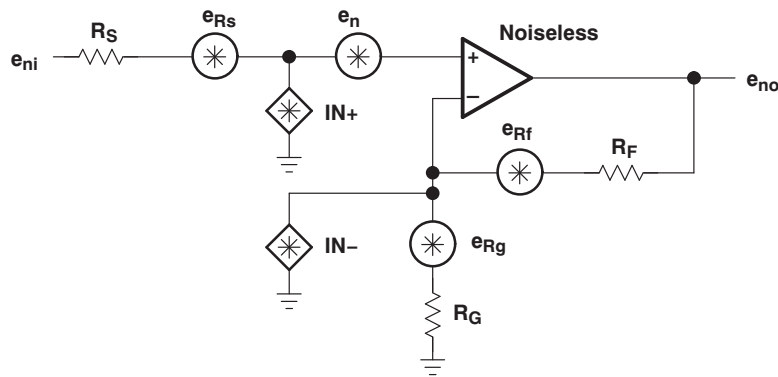 Noiseless
e_ni
R_S
e_Rs
e_n
+
−
e_no
IN+
e_Rf
R_F
IN−
e_Rg
R_G